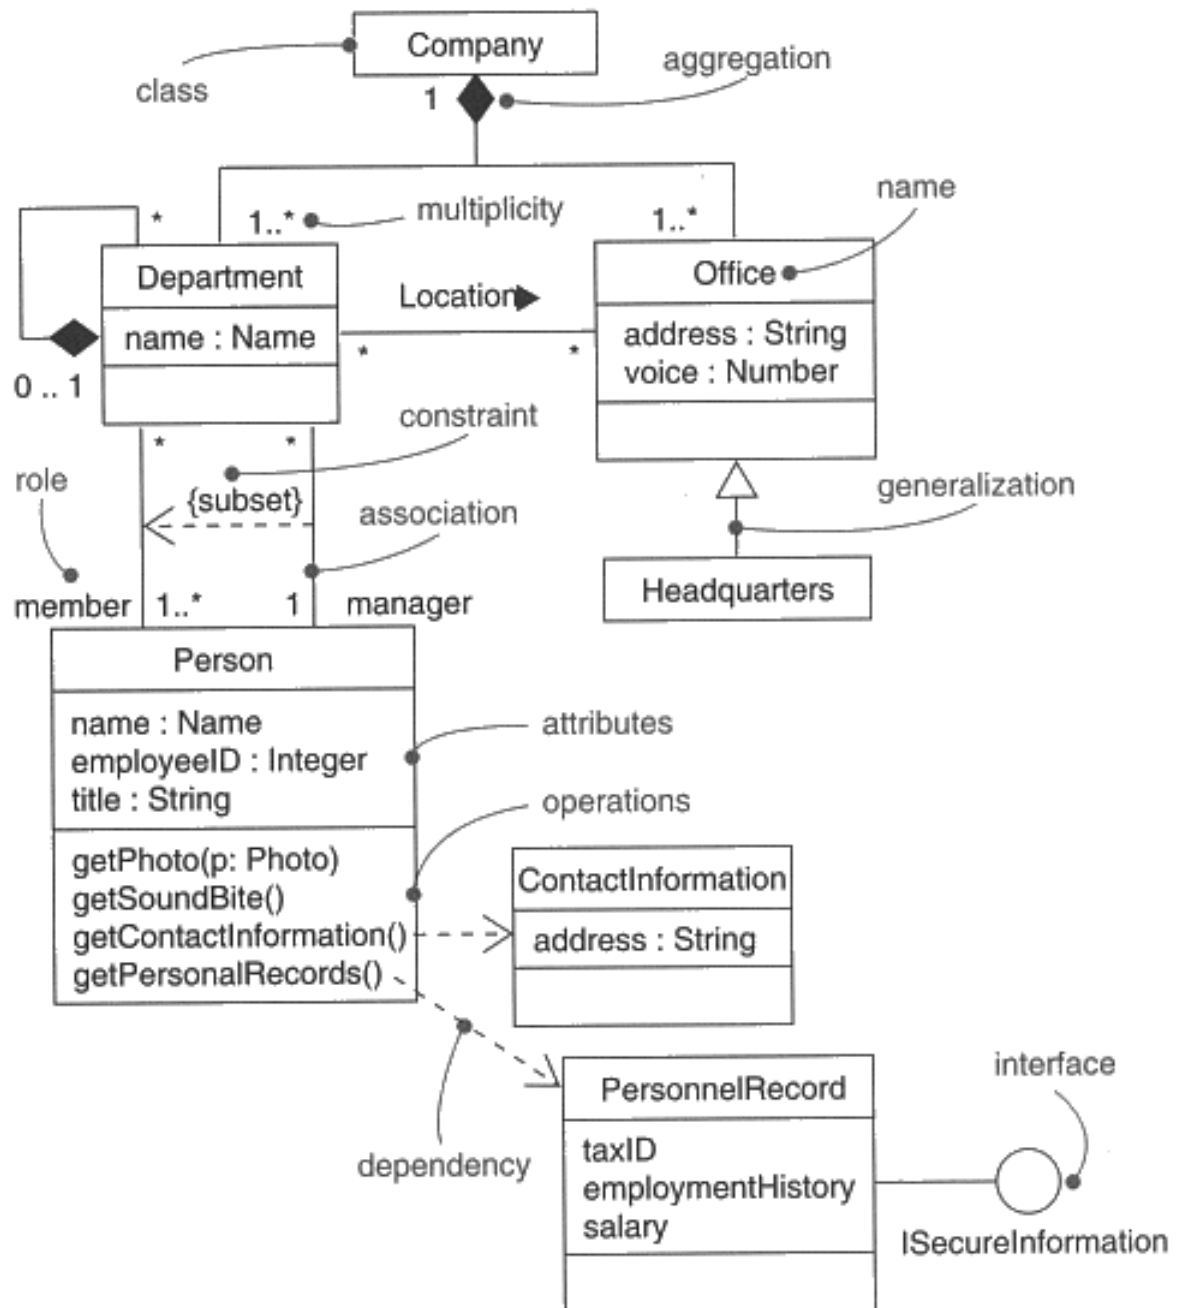 Company
aggregation
class
1
name
multiplicity
*
1..*
1..*
Department
Office
Location
name : Name
address : String
voice : Number
*
*
0 .. 1
constraint
*
*
role
{subset}
association
generalization
member
1..*
1
manager
Headquarters
Person
name : Name
employeeID : Integer
title : String
attributes
operations
getPhoto(p: Photo)
getSoundBite()
getContactInformation()
getPersonalRecords()
ContactInformation
address : String
dependency
PersonnelRecord
taxID
employmentHistory
salary
interface
ISecureInformation